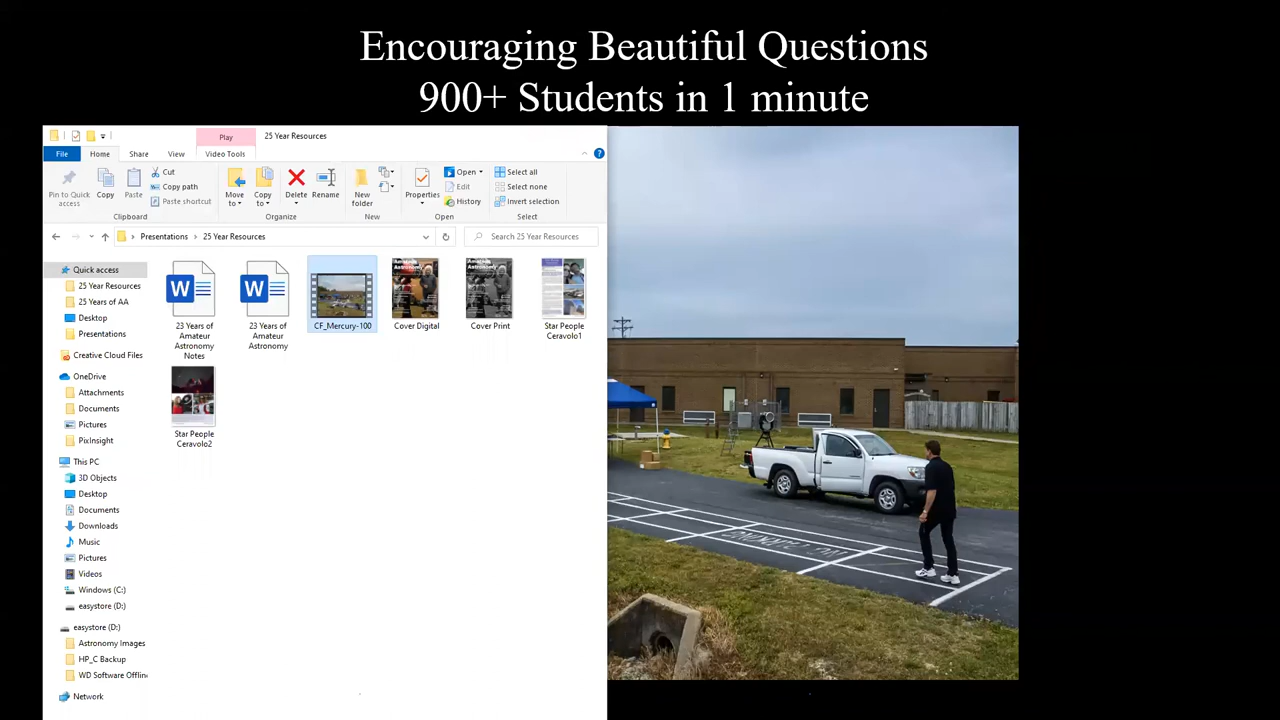 Encouraging Beautiful Questions
900+ Students in 1 minute
Play
25 Year Resources
File
Home
Share
View
Video Tools
Pin to Quick
access
Copy
Paste
Cut
Copy path
Paste shortcut
Clipboard
Move
to
Copy
to
Delete
Rename
Organize
New
folder
New
Properties
Open
Edit
History
Open
Select all
Select none
Invert selection
Select
Presentations
25 Year Resources
Search 25 Year Resources
Quick access
25 Year Resources
25 Years of AA
Desktop
Presentations
Creative Cloud Files
OneDrive
Attachments
Documents
Pictures
PixInsight
This PC
3D Objects
Desktop
Documents
Downloads
Music
Pictures
Videos
Windows (C:)
easystore (D:)
easystore (D:)
Astronomy Images
HP_C Backup
WD Software Offline
Network
23 Years of
Amateur
Astronomy
Notes
23 Years of
Amateur
Astronomy
CF_Mercury-100
Cover Digital
Cover Print
Star People
Ceravolo1
Star People
Ceravolo2